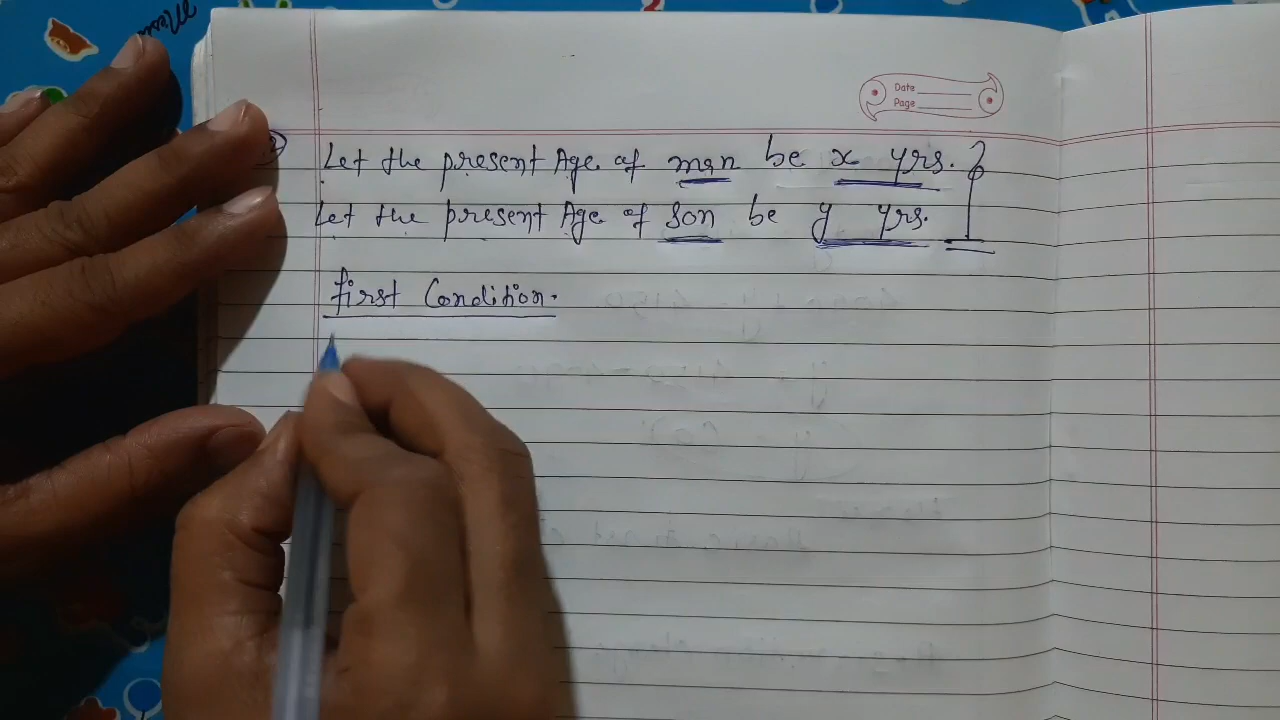 Date
Page
Let the present Age of man be x yrs.
Let the present Age of son be y yrs.
first Condition.